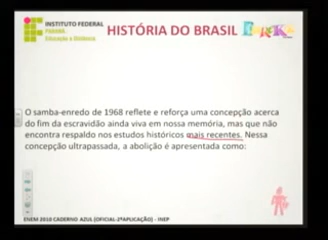 INSTITUTO FEDERAL
PARANÁ
Educação a Distância
HISTÓRIA DO BRASIL
EUREKA
O samba-enredo de 1968 reflete e reforça uma concepção acerca
do fim da escravidão ainda viva em nossa memória, mas que não
encontra respaldo nos estudos históricos mais recentes. Nessa
concepção ultrapassada, a abolição é apresentada como:
ENEM 2010 CADERNO AZUL (OFICIAL-2ªAPLICAÇÃO) - INEP